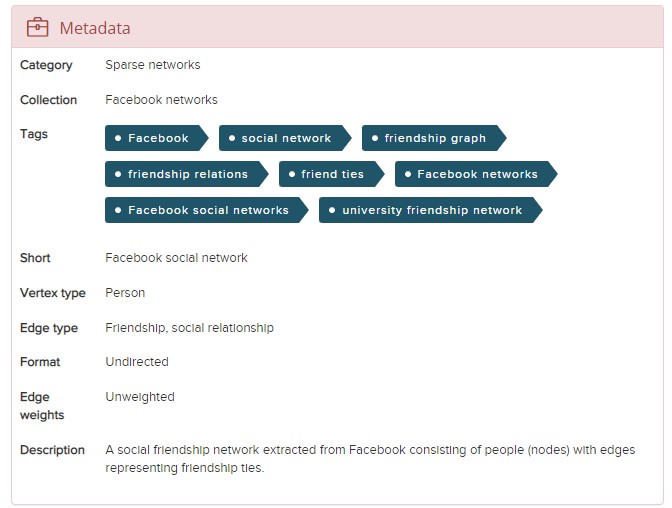 Metadata
Category Sparse networks
Collection Facebook networks
Tags Facebook social network friendship graph
friendship relations friend ties Facebook networks
Facebook social networks university friendship network
Short Facebook social network
Vertex type Person
Edge type Friendship, social relationship
Format Undirected
Edge Unweighted
weights
Description A social friendship network extracted from Facebook consisting of people (nodes) with edges
representing friendship ties.